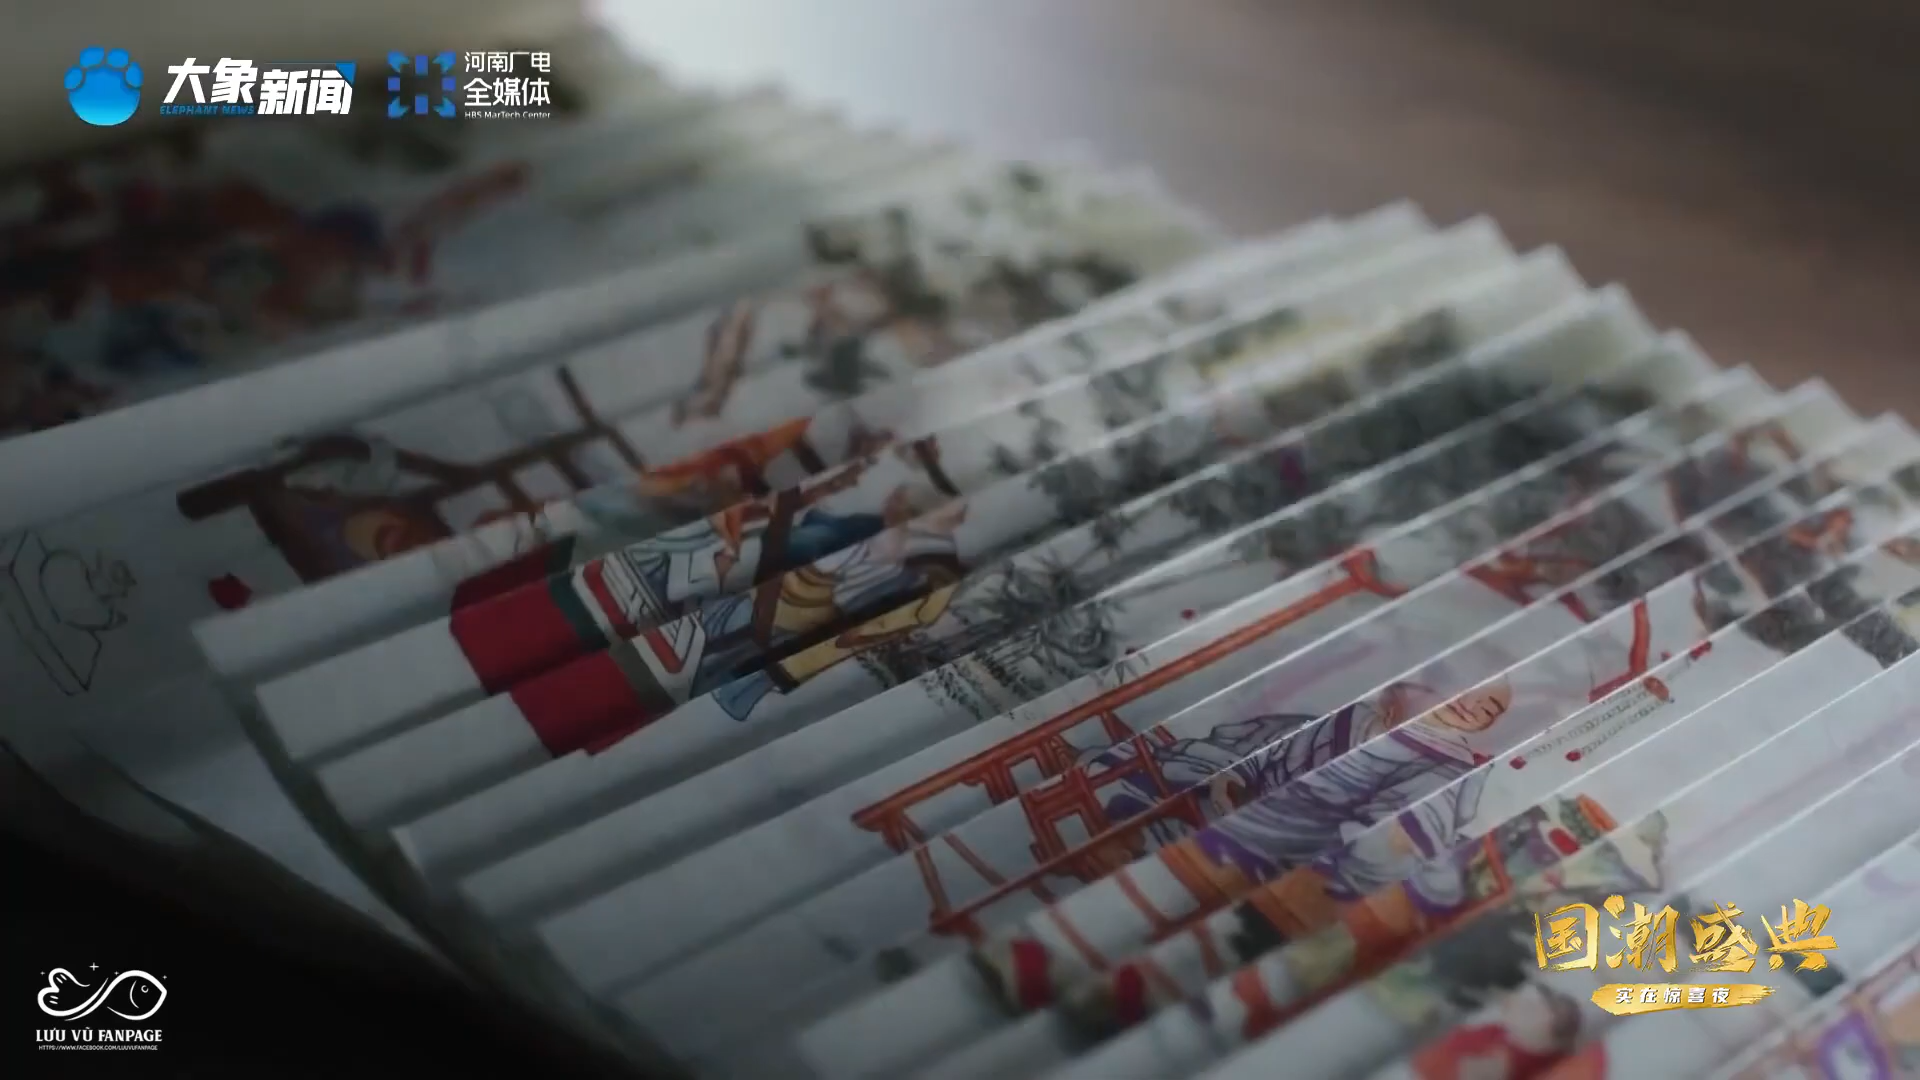 大象新闻
ELEPHANT NEWS
河南广电
全媒体
HBS MarTech Center
国潮盛典
实在惊喜夜
LƯU VŨ FANPAGE
HTTPS://WWW.FACEBOOK.COM/LUUVUFANPAGE